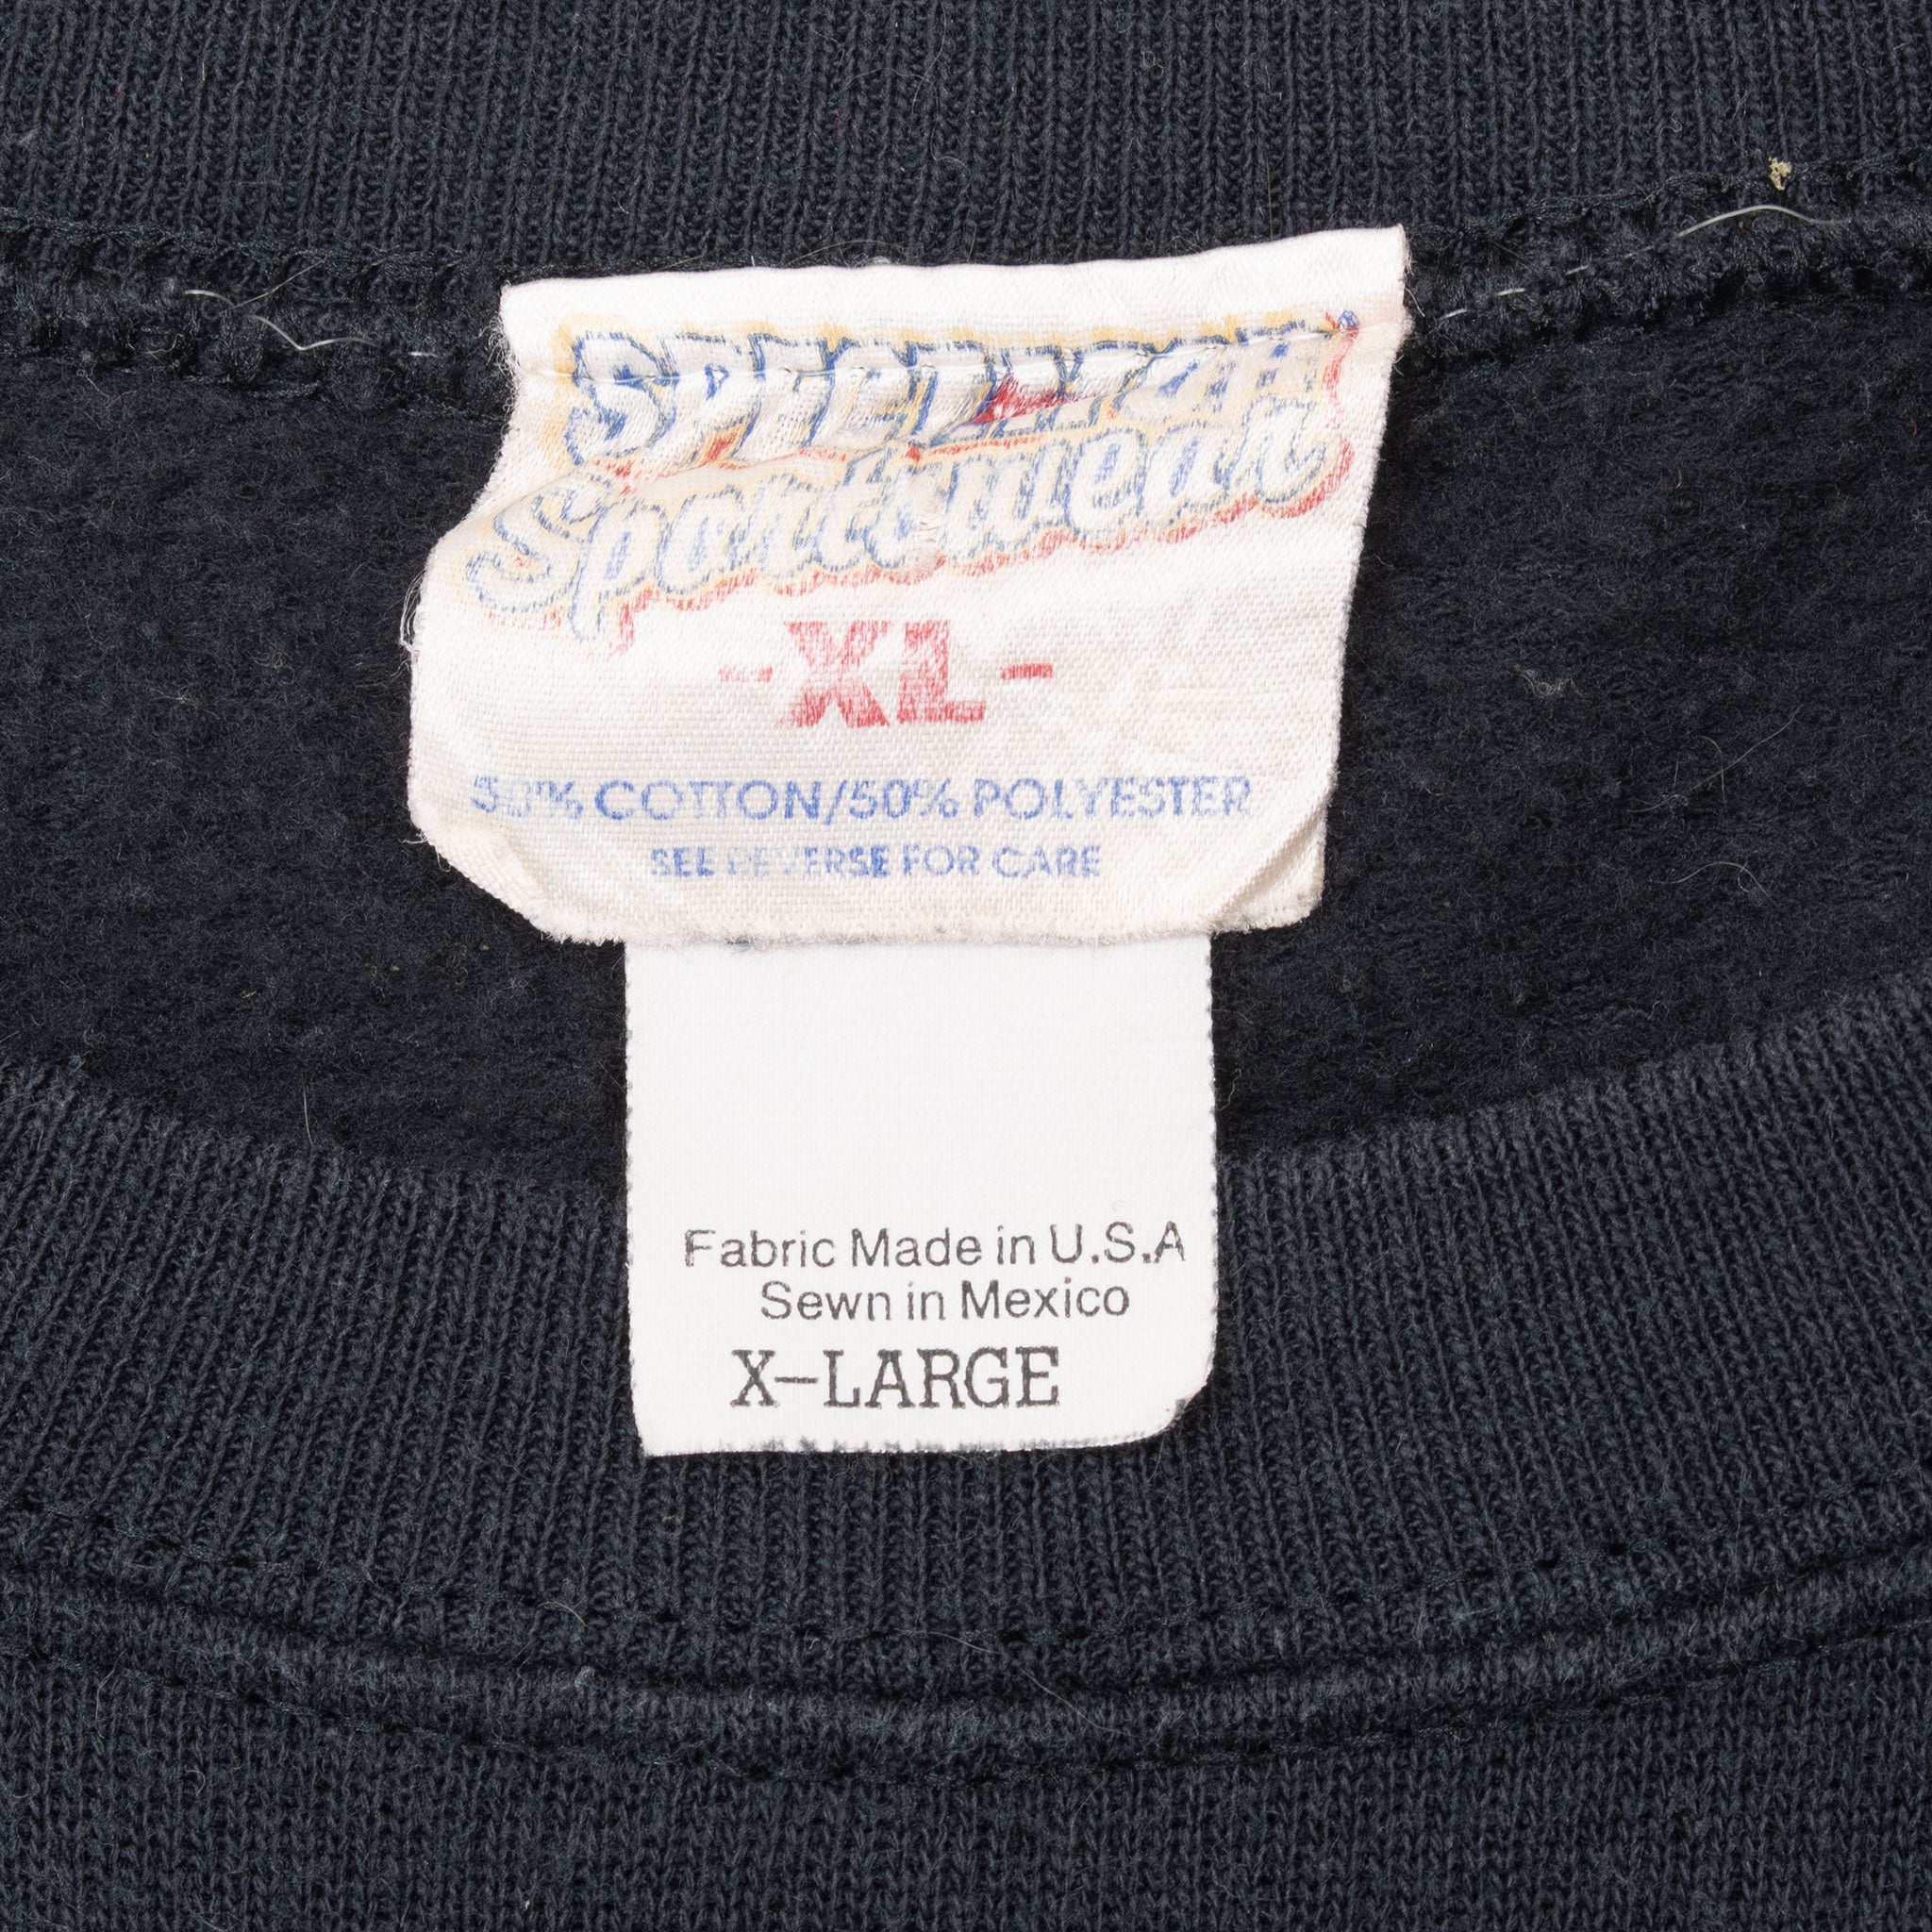 Sportswear
-XL-
50% COTTON/50% POLYESTER
SEE REVERSE FOR CARE
Fabric Made in U.S.A
Sewn in Mexico
X-LARGE